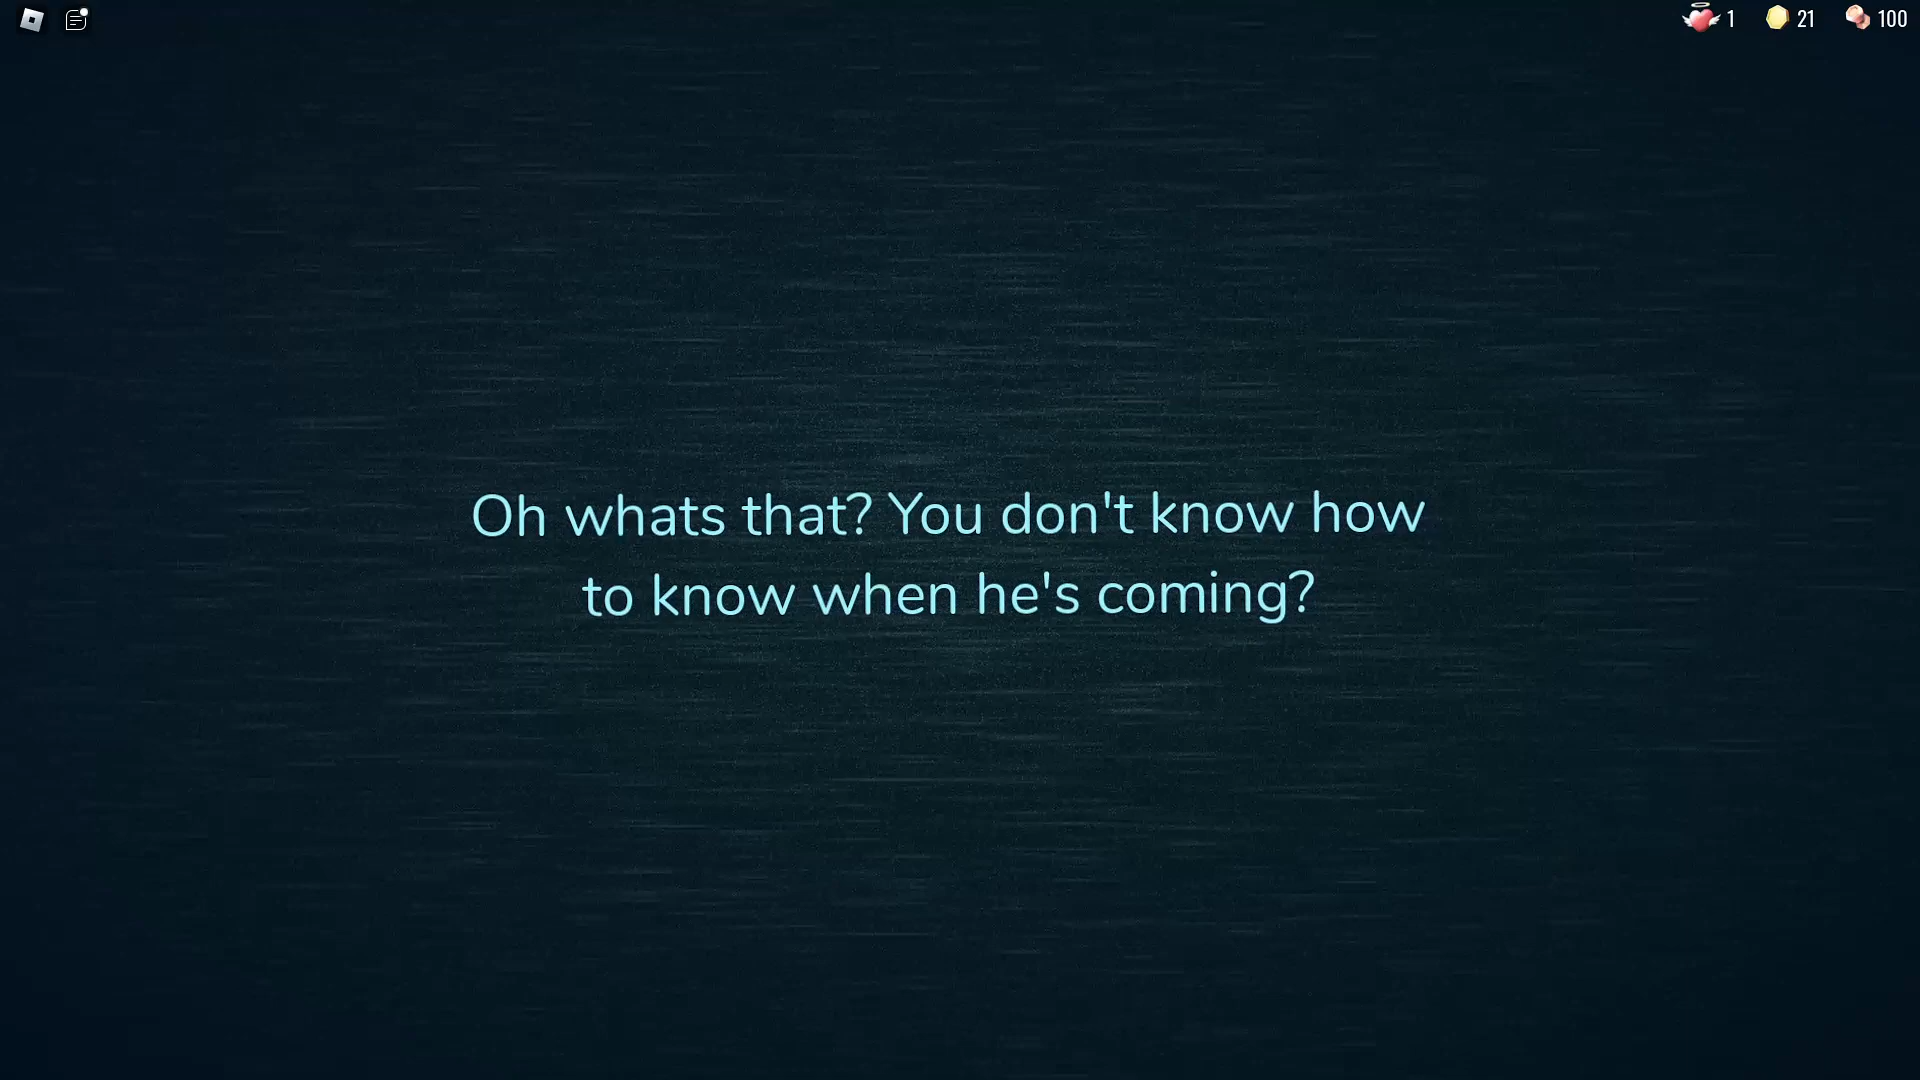 1 21 100
Oh whats that? You don't know how
to know when he's coming?